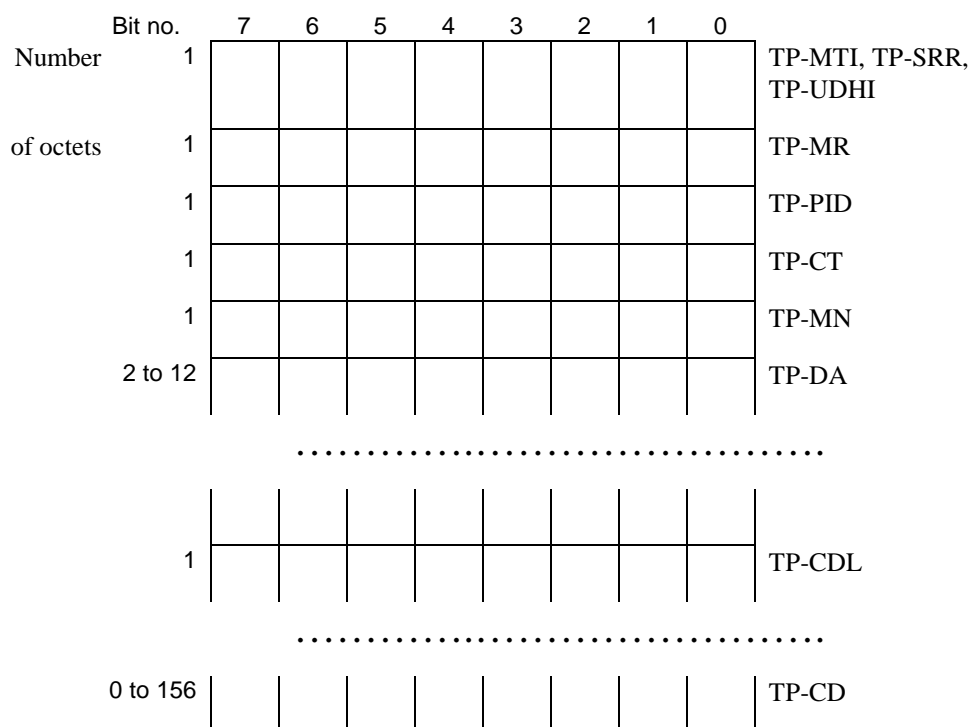 Bit no. 7 6 5 4 3 2 1 0
Number 1 TP-MTI, TP-SRR,
TP-UDHI
of octets 1 TP-MR
1 TP-PID
1 TP-CT
1 TP-MN
2 to 12 TP-DA
1 TP-CDL
0 to 156 TP-CD